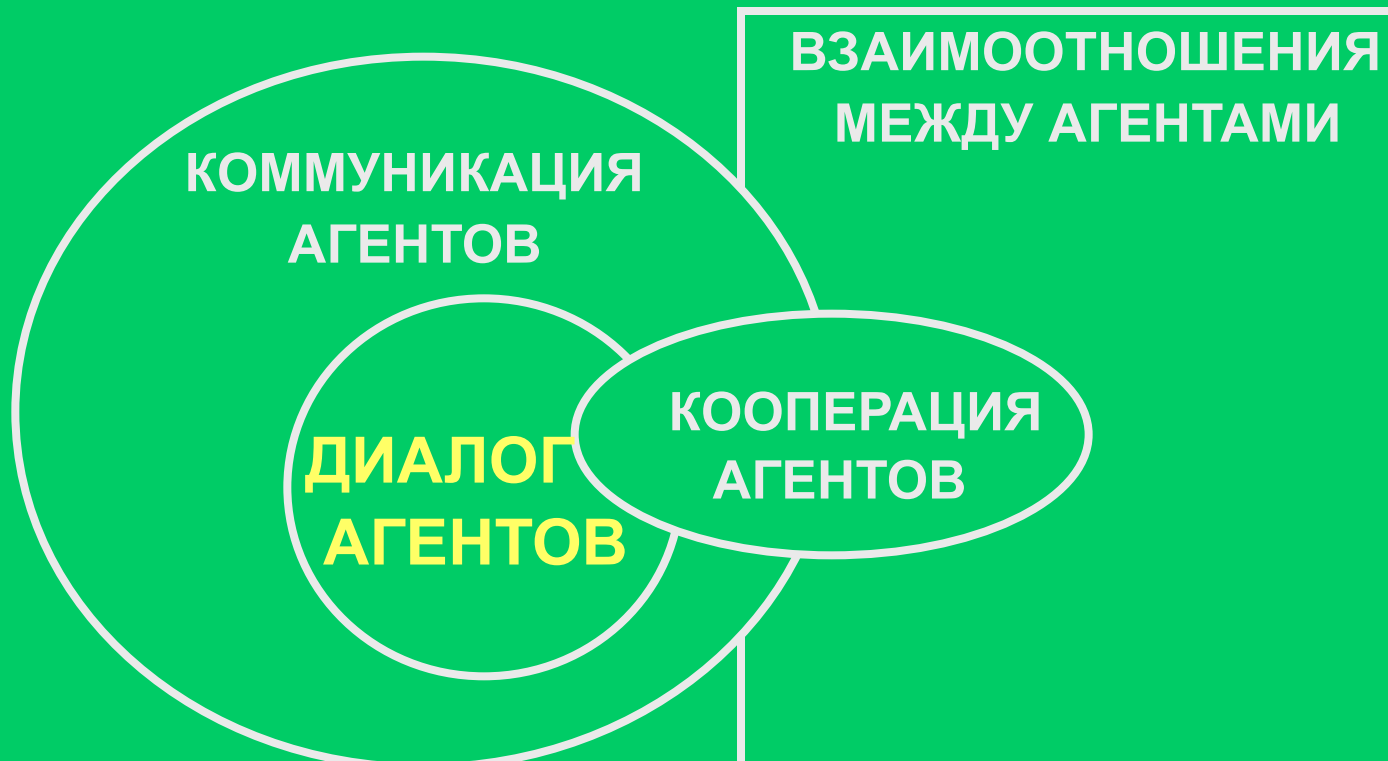 ВЗАИМООТНОШЕНИЯ
МЕЖДУ АГЕНТАМИ
КОММУНИКАЦИЯ
АГЕНТОВ
КООПЕРАЦИЯ
АГЕНТОВ
ДИАЛОГ
АГЕНТОВ